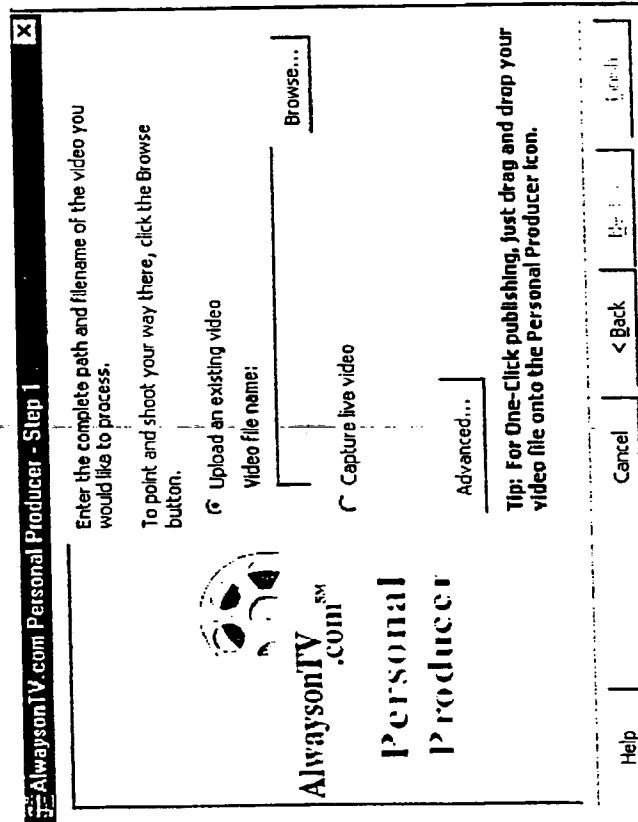 AlwaysonTV.com Personal Producer - Step 1
Enter the complete path and filename of the video you
would like to process.
To point and shoot your way there, click the Browse
button.
Upload an existing video
Video file name:
Browse...
Capture live video
Advanced...
Tip: For One-Click publishing, just drag and drop your
video file onto the Personal Producer icon.
AlwaysonTV
.com SM
Personal
Producer
Help
Cancel
< Back